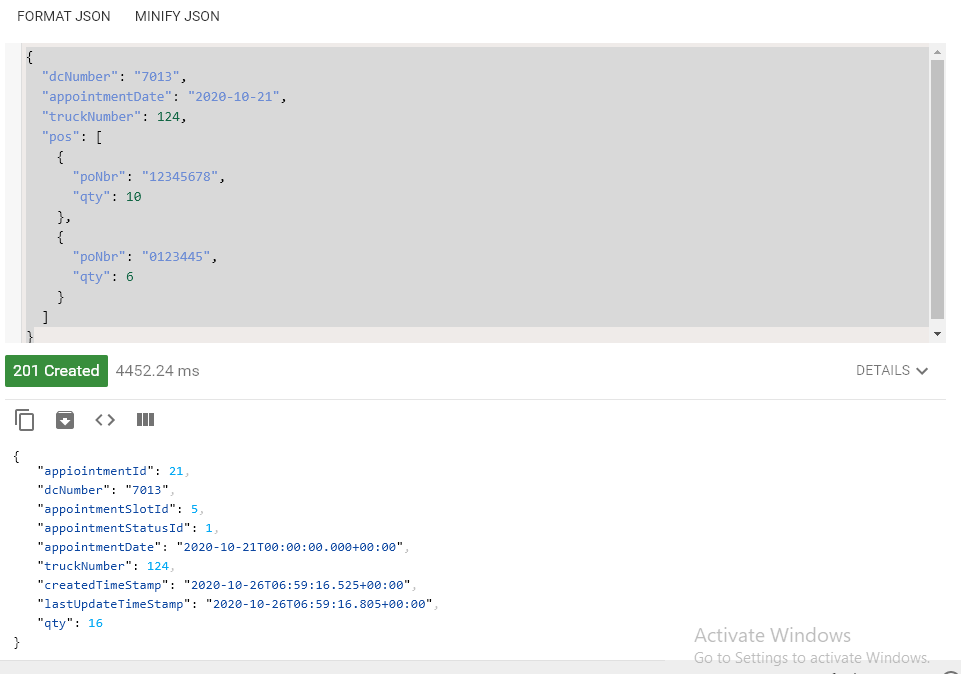 FORMAT JSON MINIFY JSON
{
"dcNumber": "7013",
"appointmentDate": "2020-10-21",
"truckNumber": 124,
"pos": [
{
"poNbr": "12345678",
"qty": 10
},
{
"poNbr": "0123445",
"qty": 6
}
]
}
201 Created 4452.24 ms DETAILS
{
"appiointmentId": 21,
"dcNumber": "7013",
"appointmentSlotId": 5,
"appointmentStatusId": 1,
"appointmentDate": "2020-10-21T00:00:00.000+00:00",
"truckNumber": 124,
"createdTimeStamp": "2020-10-26T06:59:16.525+00:00",
"lastUpdateTimeStamp": "2020-10-26T06:59:16.805+00:00",
"qty": 16
}
Activate Windows
Go to Settings to activate Windows.